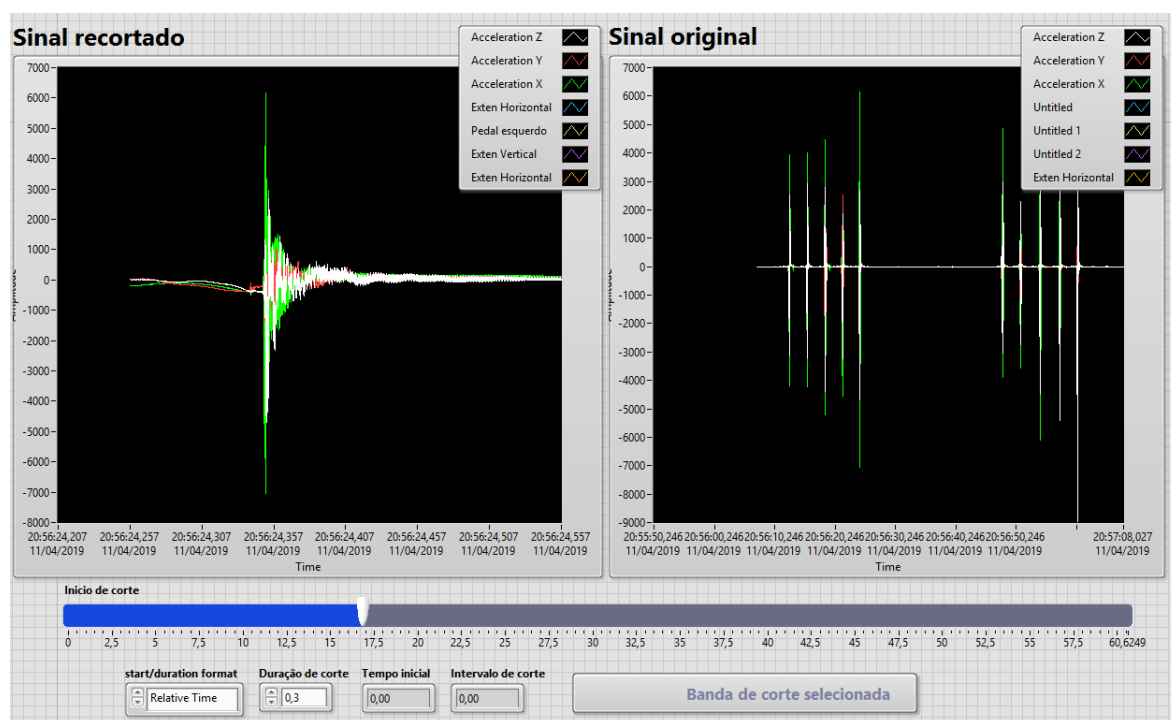 Sinal recortado
Acceleration Z
Acceleration Y
Acceleration X
Exten Horizontal
Pedal esquerdo
Exten Vertical
Exten Horizontal
7000
6000
5000
4000
3000
2000
1000
0
-1000
-2000
-3000
-4000
-5000
-6000
-7000
-8000
Amplitude
20:56:24,207 20:56:24,257 20:56:24,307 20:56:24,357 20:56:24,407 20:56:24,457 20:56:24,507 20:56:24,557
11/04/2019 11/04/2019 11/04/2019 11/04/2019 11/04/2019 11/04/2019 11/04/2019 11/04/2019
Time
Sinal original
Acceleration Z
Acceleration Y
Acceleration X
Untitled
Untitled 1
Untitled 2
Exten Horizontal
7000
6000
5000
4000
3000
2000
1000
0
-1000
-2000
-3000
-4000
-5000
-6000
-7000
-8000
-9000
Amplitude
20:55:50,246 20:56:00,246 20:56:10,246 20:56:20,246 20:56:30,246 20:56:40,246 20:56:50,246 20:57:08,027
11/04/2019 11/04/2019 11/04/2019 11/04/2019 11/04/2019 11/04/2019 11/04/2019 11/04/2019
Time
Inicio de corte
0 2,5 5 7,5 10 12,5 15 17,5 20 22,5 25 27,5 30 32,5 35 37,5 40 42,5 45 47,5 50 52,5 55 57,5 60,6249
start/duration format Duração de corte Tempo inicial Intervalo de corte
Relative Time 0,3 0,00 0,00
Banda de corte selecionada